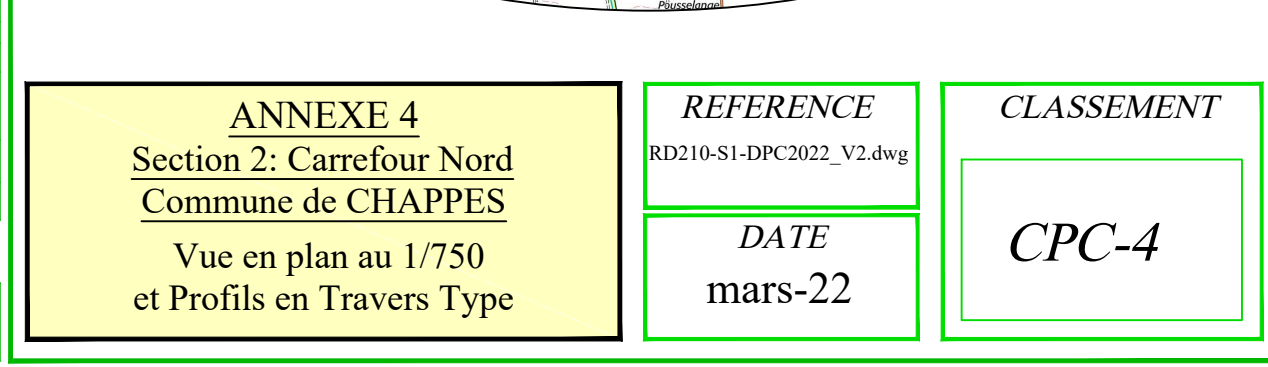 Pousselange
ANNEXE 4
Section 2: Carrefour Nord
Commune de CHAPPES
Vue en plan au 1/750
et Profils en Travers Type
REFERENCE
RD210-S1-DPC2022_V2.dwg
DATE
mars-22
CLASSEMENT
CPC-4